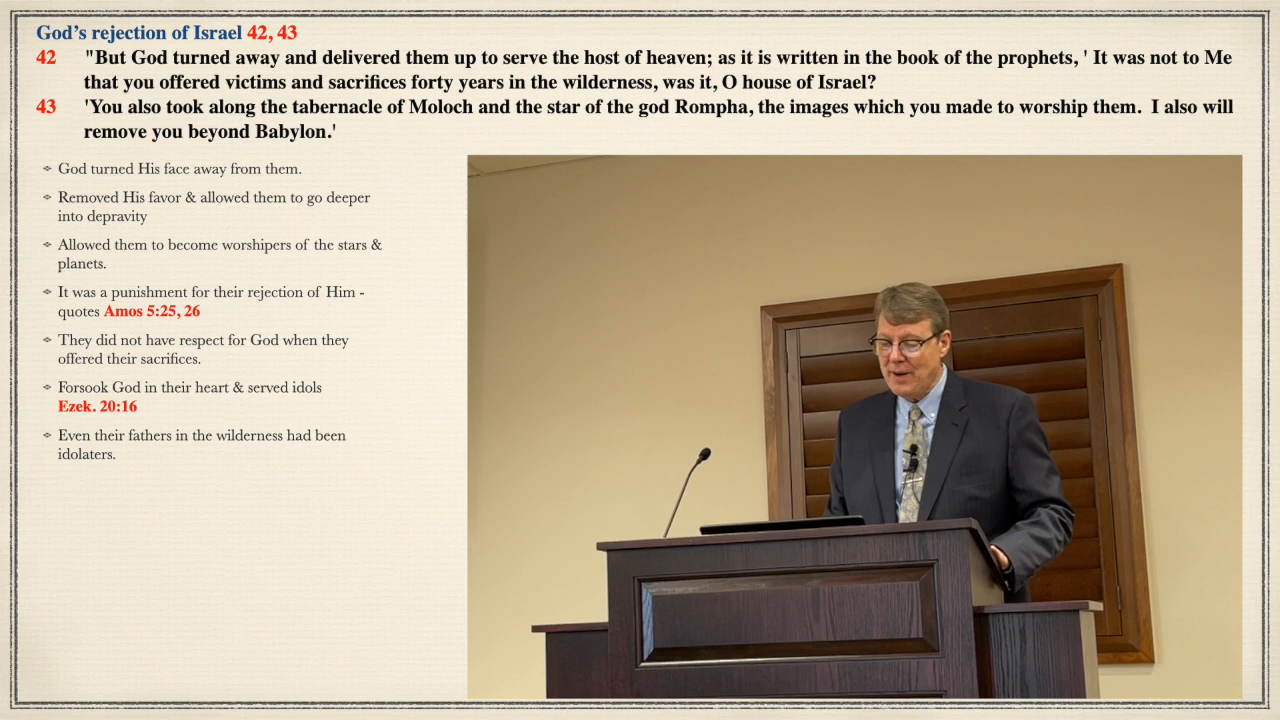 God’s rejection of Israel 42, 43
42 "But God turned away and delivered them up to serve the host of heaven; as it is written in the book of the prophets, ' It was not to Me
that you offered victims and sacrifices forty years in the wilderness, was it, O house of Israel?
43 'You also took along the tabernacle of Moloch and the star of the god Rompha, the images which you made to worship them. I also will
remove you beyond Babylon.'
God turned His face away from them.
Removed His favor & allowed them to go deeper
into depravity
Allowed them to become worshipers of the stars &
planets.
It was a punishment for their rejection of Him -
quotes Amos 5:25, 26
They did not have respect for God when they
offered their sacrifices.
Forsook God in their heart & served idols
Ezek. 20:16
Even their fathers in the wilderness had been
idolaters.